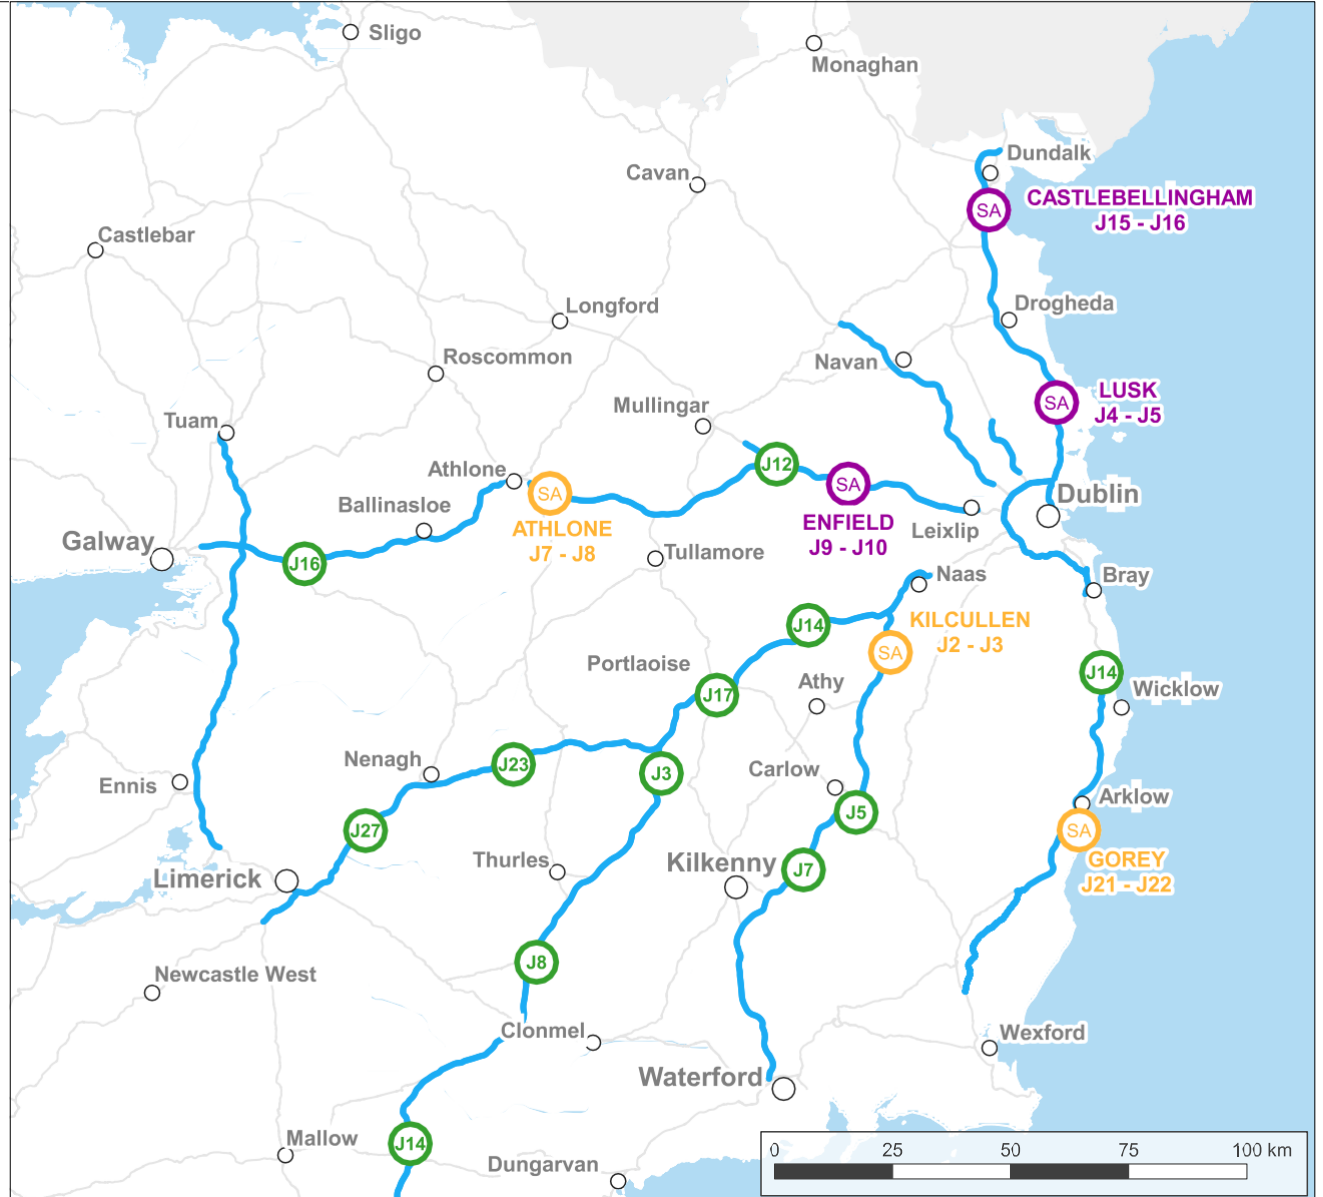 Sligo
Monaghan
Dundalk
Cavan
SA
CASTLEBELLINGHAM
J15 - J16
Castlebar
Longford
Drogheda
Roscommon
Navan
Mullingar
SA
LUSK
J4 - J5
Tuam
Athlone
J12
SA
SA
Ballinasloe
ATHLONE
J7 - J8
ENFIELD
J9 - J10
Leixlip
Dublin
Galway
J16
Tullamore
Naas
Bray
J14
KILCULLEN
J2 - J3
SA
Portlaoise
J17
Athy
J14
Wicklow
Nenagh
J23
J3
Carlow
Ennis
Arklow
J27
J5
SA
GOREY
J21 - J22
Thurles
Kilkenny
J7
Limerick
J8
Newcastle West
Clonmel
Wexford
Waterford
Mallow
J14
Dungarvan
0 25 50 75 100 km